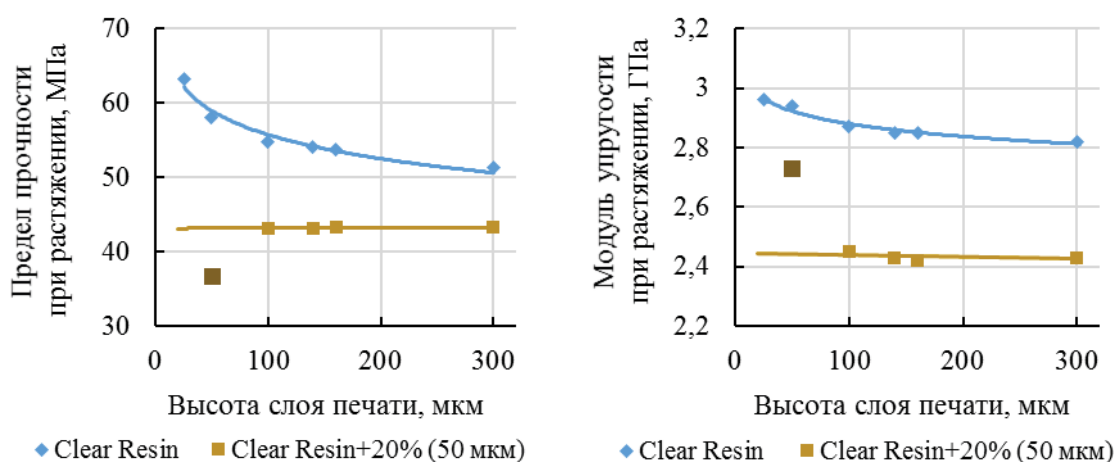 Предел прочности
при растяжении, МПа
70
60
50
40
30
0 100 200 300
Высота слоя печати, мкм
Clear Resin Clear Resin+20% (50 мкм)
Модуль упругости
при растяжении, ГПа
3,2
3
2,8
2,6
2,4
2,2
0 100 200 300
Высота слоя печати, мкм
Clear Resin Clear Resin+20% (50 мкм)